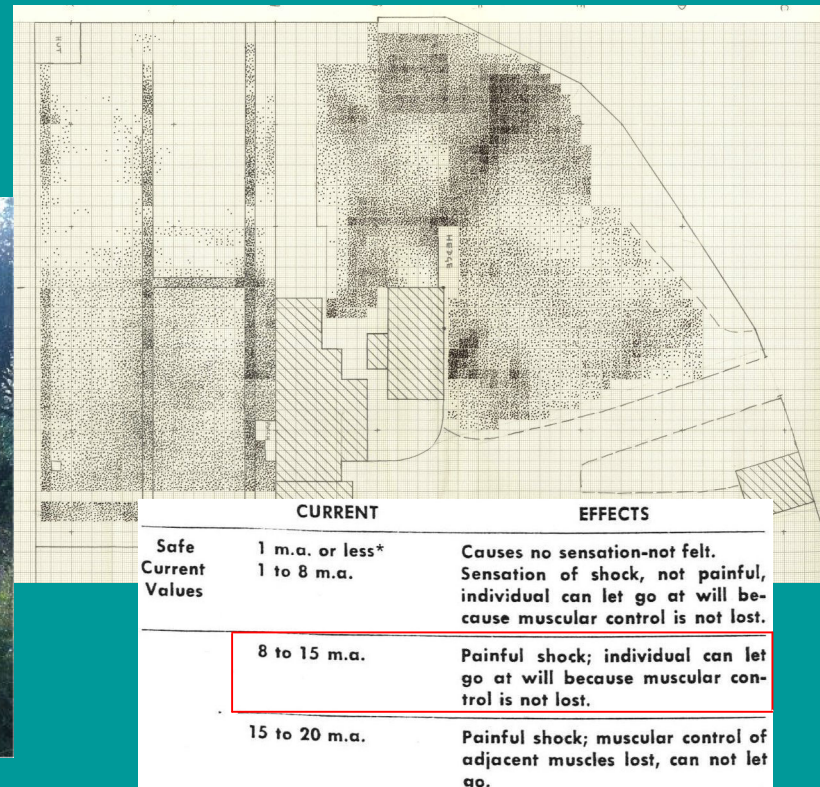 HUT
HEDGE
CURRENT EFFECTS
Safe Current Values
1 m.a. or less* Causes no sensation-not felt.
1 to 8 m.a. Sensation of shock, not painful,
individual can let go at will be-
cause muscular control is not lost.
8 to 15 m.a. Painful shock; individual can let
go at will because muscular con-
trol is not lost.
15 to 20 m.a. Painful shock; muscular control of
adjacent muscles lost, can not let
go.